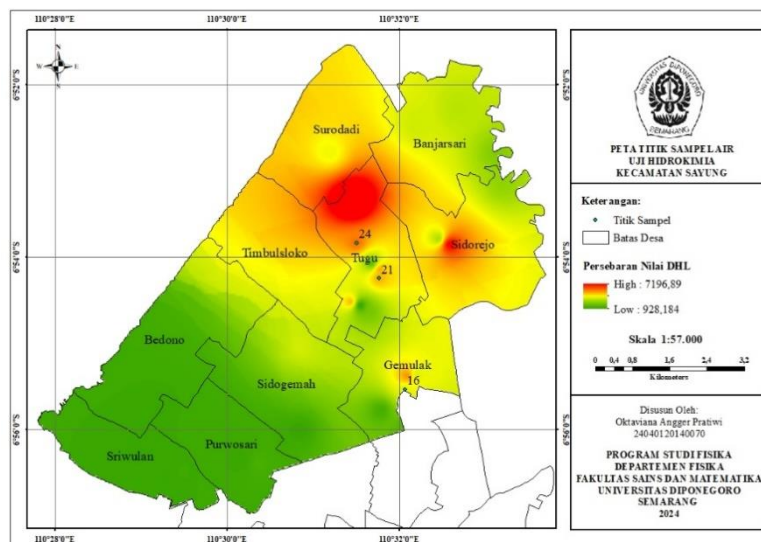 110°28'0"E 110°30'0"E 110°32'0"E
N
W E
S
6°52'0"S
6°54'0"S
6°56'0"S
6°52'0"S
6°54'0"S
6°56'0"S
Surodadi
Banjarsari
24
Sidorejo
Timbulsloko
Tugu
21
Bedono
Gemulak
16
Sidogemah
Purwosari
Sriwulan
110°28'0"E 110°30'0"E 110°32'0"E
UNIVERSITAS DIPONEGORO
SEMARANG
PETA TITIK SAMPEL AIR
UJI HIDROKIMIA
KECAMATAN SAYUNG
Keterangan:
Titik Sampel
Batas Desa
Persebaran Nilai DHL
High : 7196,89
Low : 928,184
Skala 1:57.000
0 0,4 0,8 1,6 2,4 3,2
Kilometers
Disusun Oleh:
Oktaviana Angger Pratiwi
24040120140070
PROGRAM STUDI FISIKA
DEPARTEMEN FISIKA
FAKULTAS SAINS DAN MATEMATIKA
UNIVERSITAS DIPONEGORO
SEMARANG
2024